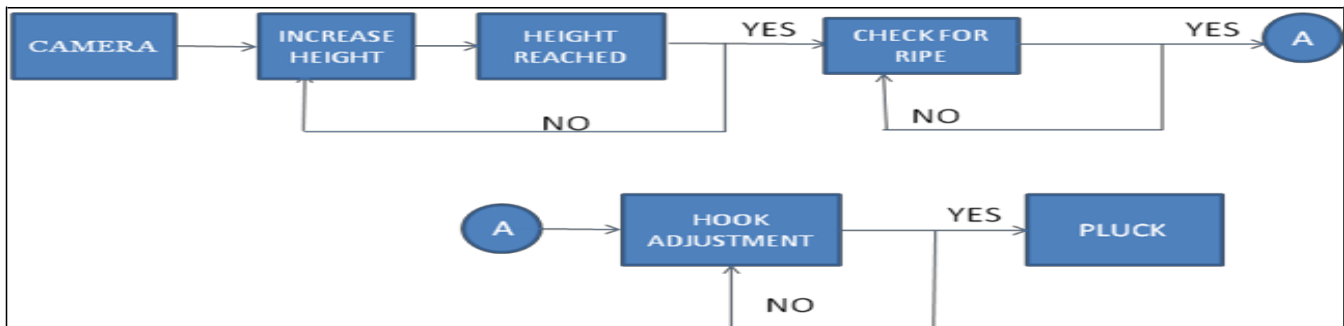 CAMERA
INCREASE
HEIGHT
HEIGHT
REACHED
YES
CHECK FOR
RIPE
YES
A
NO
NO
A
HOOK
ADJUSTMENT
YES
PLUCK
NO